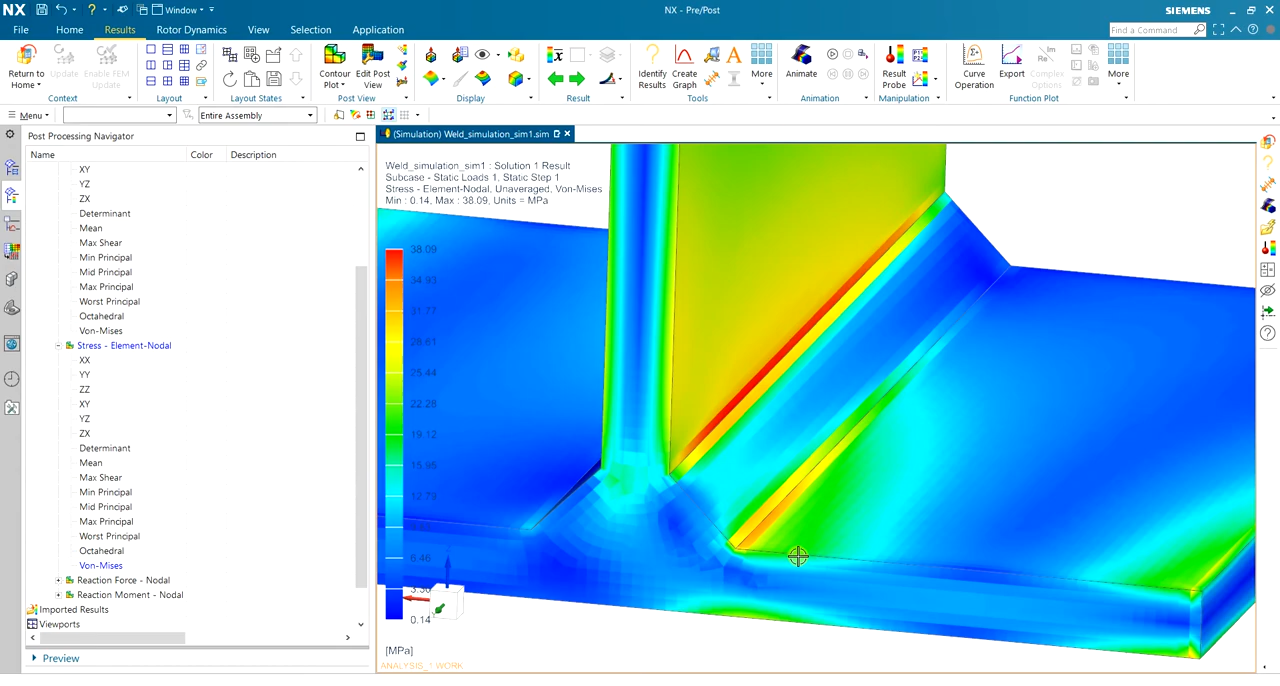 NX
Window
NX - Pre/Post
SIEMENS
File
Home
Results
Rotor Dynamics
View
Selection
Application
Find a Command
Return to Home
Update
Enable FEM Update
Contour Plot
Edit Post View
Identify Results
Create Graph
More
Animate
Result Probe
Curve Operation
Export
Complex Options
More
Context
Layout
Layout States
Post View
Display
Result
Tools
Animation
Manipulation
Function Plot
Menu
Entire Assembly
Post Processing Navigator
(Simulation) Weld_simulation_sim1.sim
Name
Color
Description
XY
YZ
ZX
Determinant
Mean
Max Shear
Min Principal
Mid Principal
Max Principal
Worst Principal
Octahedral
Von-Mises
Stress - Element-Nodal
XX
YY
ZZ
XY
YZ
ZX
Determinant
Mean
Max Shear
Min Principal
Mid Principal
Max Principal
Worst Principal
Octahedral
Von-Mises
Reaction Force - Nodal
Reaction Moment - Nodal
Imported Results
Viewports
Preview
Weld_simulation_sim1 : Solution 1 Result
Subcase - Static Loads 1, Static Step 1
Stress - Element-Nodal, Unaveraged, Von-Mises
Min : 0.14, Max : 38.09, Units = MPa
38.09
34.93
31.77
28.61
25.44
22.28
19.12
15.95
12.79
6.46
0.14
[MPa]
ANALYSIS_1 WORK